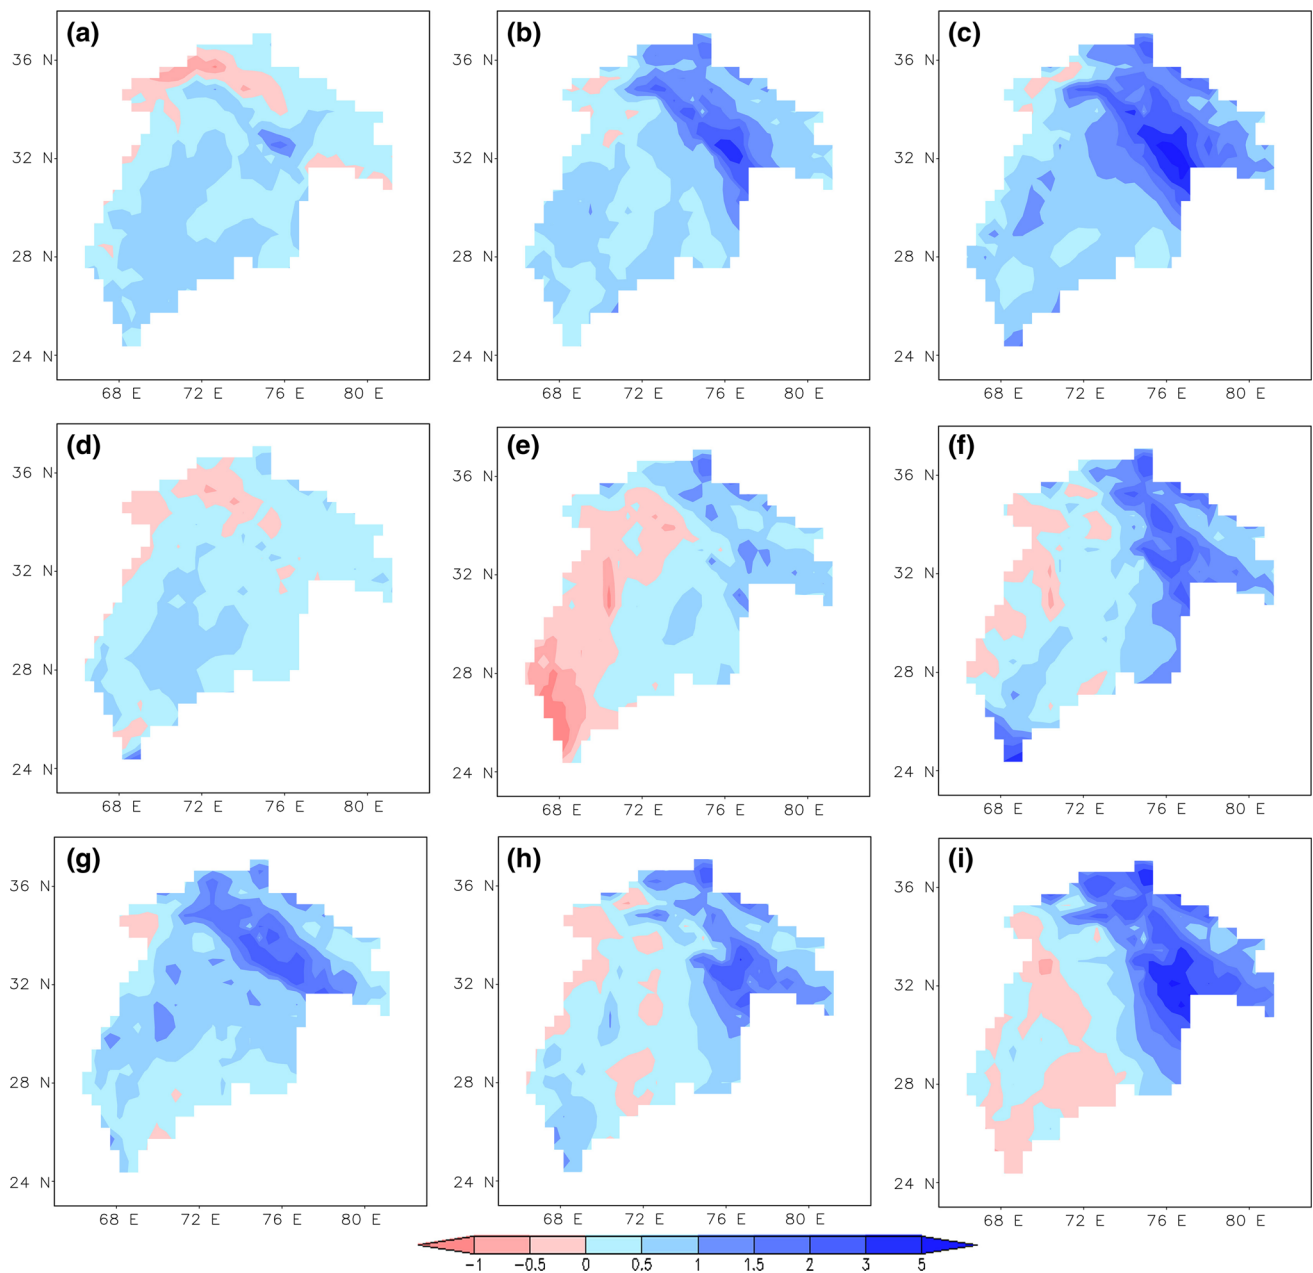 (a) (b) (c)
36 N 36 N 36 N
32 N 32 N 32 N
28 N 28 N 28 N
24 N 24 N 24 N
68 E 72 E 76 E 80 E 68 E 72 E 76 E 80 E 68 E 72 E 76 E 80 E
(d) (e) (f)
36 N 36 N 36 N
32 N 32 N 32 N
28 N 28 N 28 N
24 N 24 N 24 N
68 E 72 E 76 E 80 E 68 E 72 E 76 E 80 E 68 E 72 E 76 E 80 E
(g) (h) (i)
36 N 36 N 36 N
32 N 32 N 32 N
28 N 28 N 28 N
24 N 24 N 24 N
68 E 72 E 76 E 80 E 68 E 72 E 76 E 80 E 68 E 72 E 76 E 80 E
−1 −0.5 0 0.5 1 1.5 2 3 5